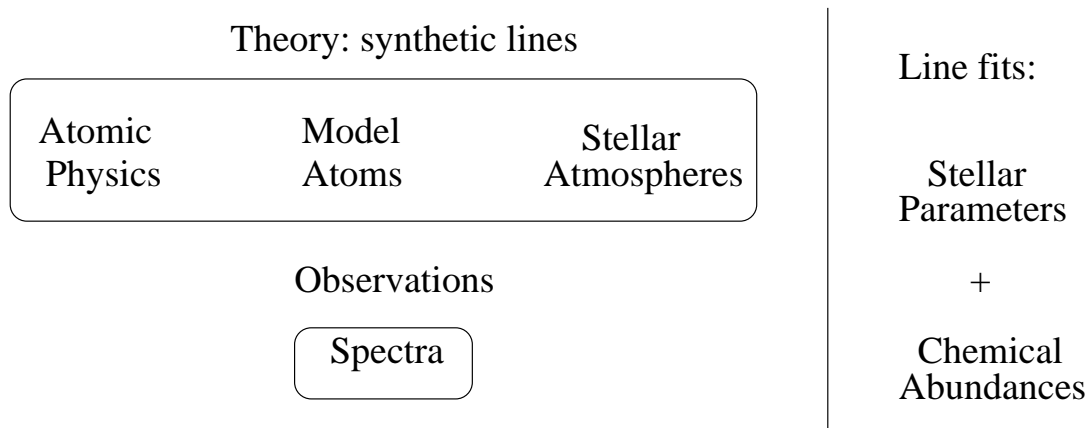 Theory: synthetic lines
Atomic
Physics
Model
Atoms
Stellar
Atmospheres
Observations
Spectra
Line fits:
Stellar
Parameters
+
Chemical
Abundances